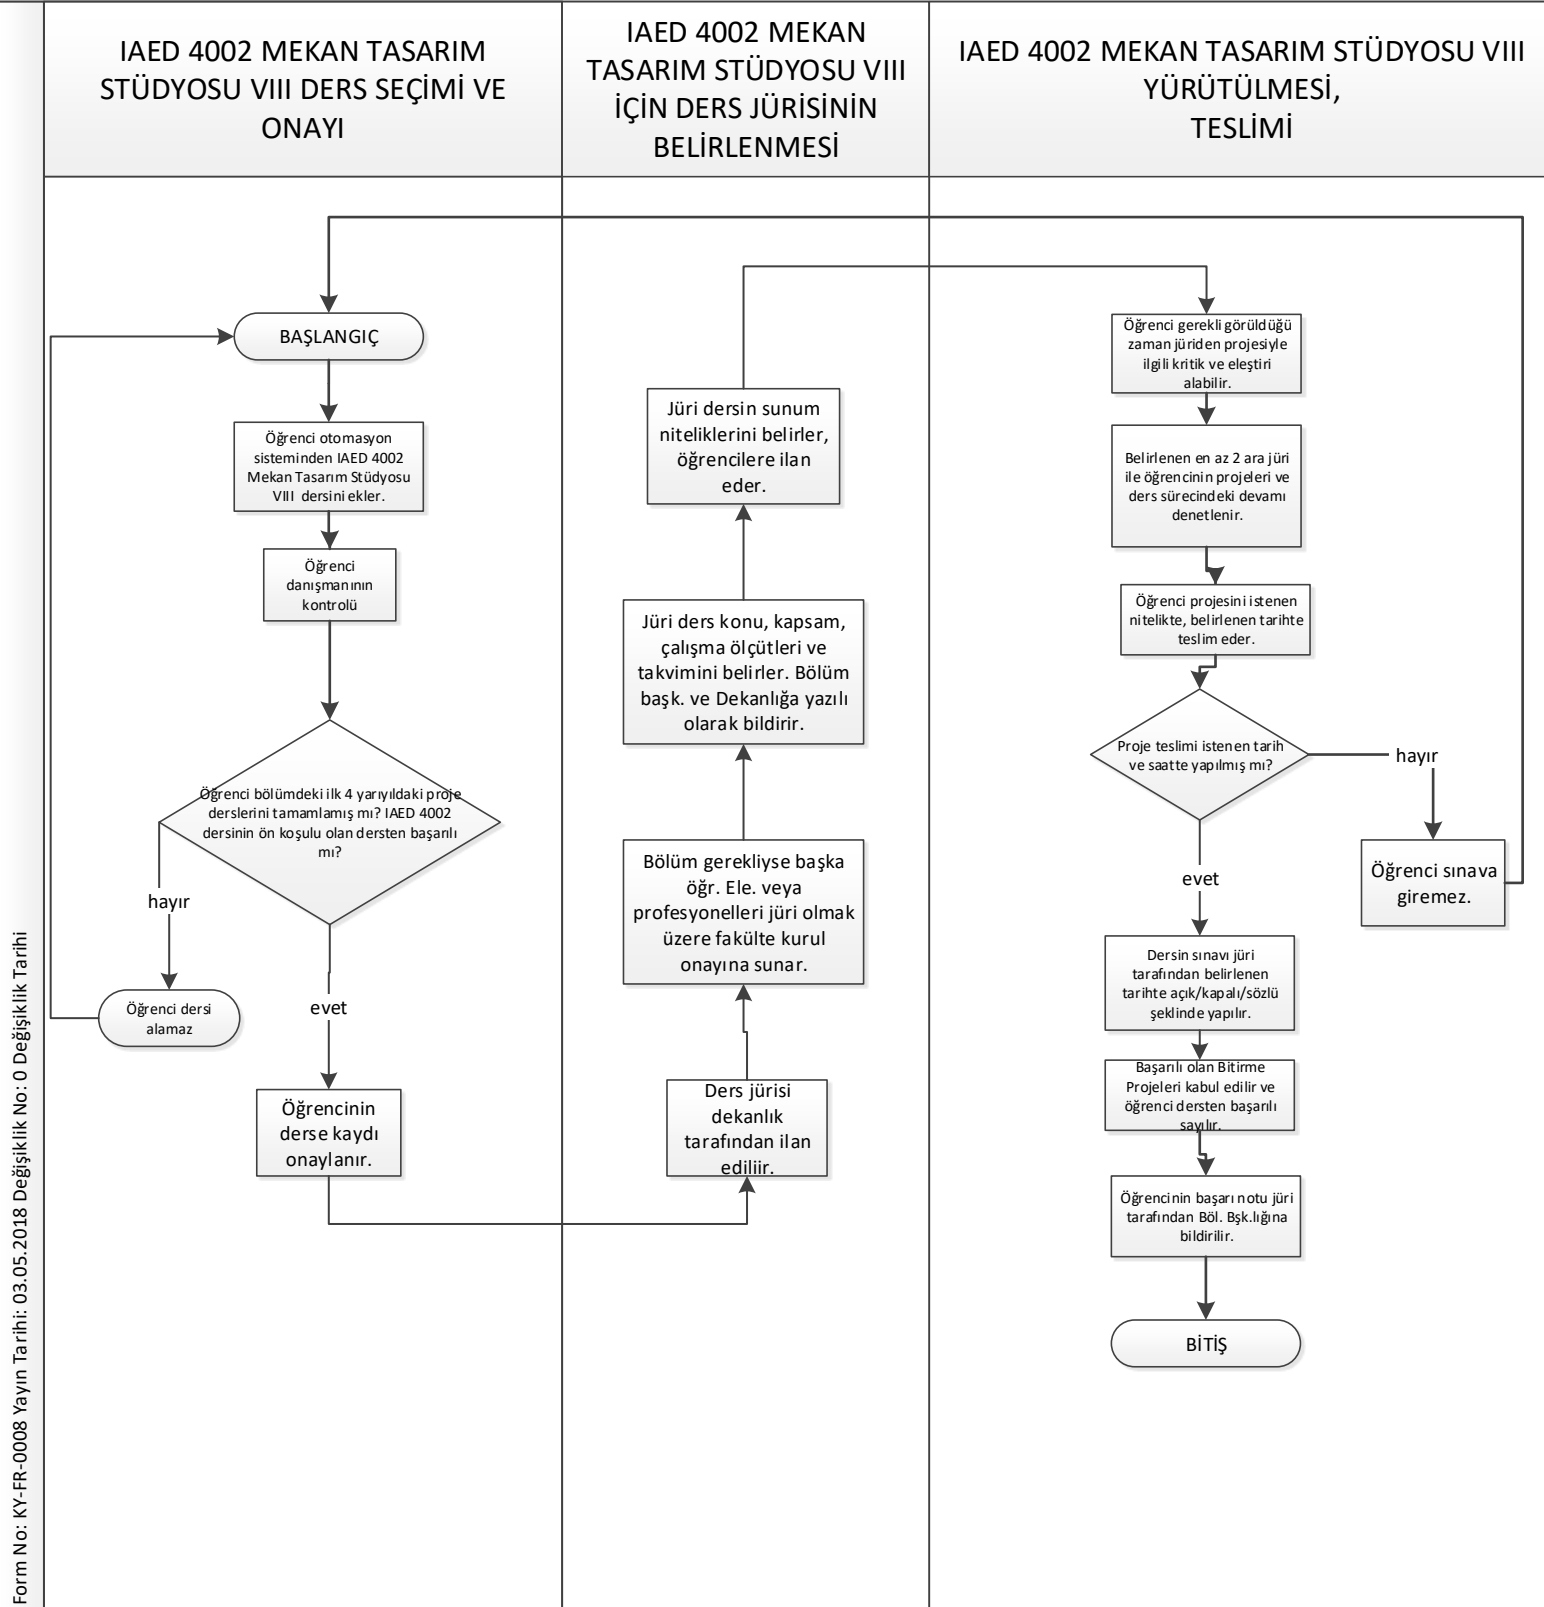 IAED 4002 MEKAN TASARIM
STÜDYOSU VIII DERS SEÇİMİ VE
ONAYI
IAED 4002 MEKAN
TASARIM STÜDYOSU VIII
İÇİN DERS JÜRİSİNİN
BELİRLENMESİ
IAED 4002 MEKAN TASARIM STÜDYOSU VIII
YÜRÜTÜLMESİ,
TESLİMİ
BAŞLANGIÇ
Öğrenci otomasyon
sisteminden IAED 4002
Mekan Tasarım Stüdyosu
VIII dersini ekler.
Öğrenci
danışmanının
kontrolü
Öğrenci bölümdeki ilk 4 yarıyıldaki proje
derslerini tamamlamış mı? IAED 4002
dersinin ön koşulu olan dersten başarılı
mı?
hayır
Öğrenci dersi
alamaz
evet
Öğrencinin
derse kaydı
onaylanır.
Jüri dersin sunum
niteliklerini belirler,
öğrencilere ilan
eder.
Jüri ders konu, kapsam,
çalışma ölçütleri ve
takvimini belirler. Bölüm
başk. ve Dekanlığa yazılı
olarak bildirir.
Bölüm gerekliyse başka
öğr. Ele. veya
profesyonelleri jüri olmak
üzere fakülte kurul
onayına sunar.
Ders jürisi
dekanlık
tarafından ilan
ediliir.
Öğrenci gerekli görüldüğü
zaman jüriden projesiyle
ilgili kritik ve eleştiri
alabilir.
Belirlenen en az 2 ara jüri
ile öğrencinin projeleri ve
ders sürecindeki devamı
denetlenir.
Öğrenci projesini istenen
nitelikte, belirlenen tarihte
teslim eder.
Proje teslimi istenen tarih
ve saatte yapılmış mı?
hayır
Öğrenci sınava
giremez.
evet
Dersin sınavı jüri
tarafından belirlenen
tarihte açık/kapalı/sözlü
şeklinde yapılır.
Başarılı olan Bitirme
Projeleri kabul edilir ve
öğrenci dersten başarılı
sayılır.
Öğrencinin başarı notu jüri
tarafından Böl. Bşk.lığına
bildirilir.
BİTİŞ
Form No: KY-FR-0008 Yayın Tarihi: 03.05.2018 Değişiklik No: 0 Değişiklik Tarihi